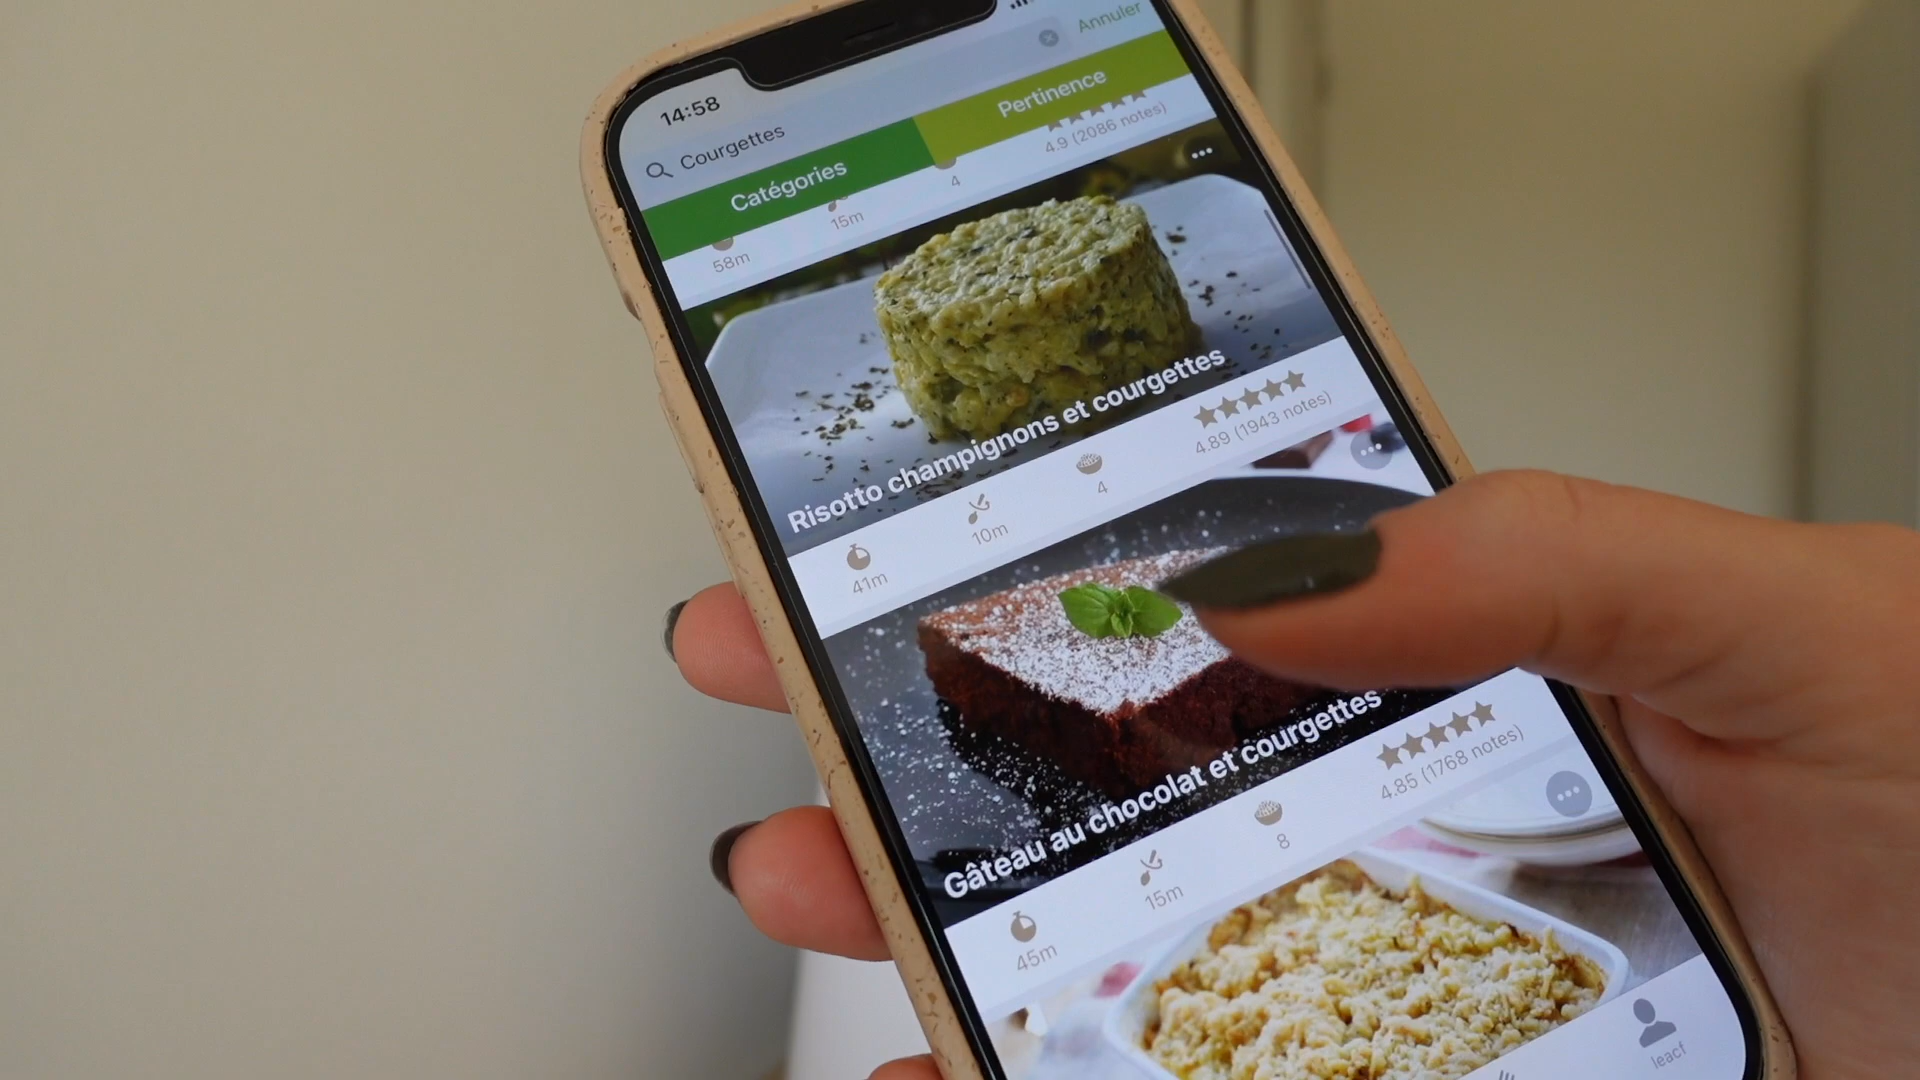 14:58
Annuler
Courgettes
Catégories
Pertinence
58m
15m
4
4.9 (2086 notes)
Risotto champignons et courgettes
41m
10m
4
4.89 (1943 notes)
Gâteau au chocolat et courgettes
45m
15m
8
4.85 (1768 notes)
leacf